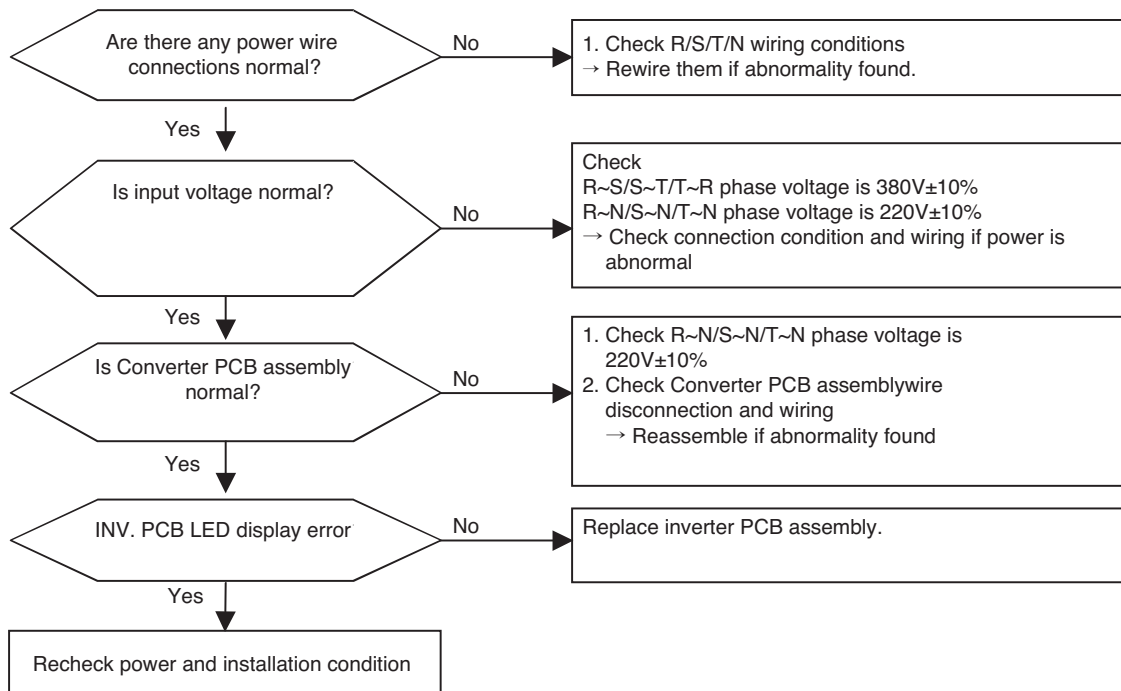 Are there any power wire
connections normal?
No
1. Check R/S/T/N wiring conditions
→ Rewire them if abnormality found.
Yes
Is input voltage normal?
No
Check
R~S/S~T/T~R phase voltage is 380V±10%
R~N/S~N/T~N phase voltage is 220V±10%
→ Check connection condition and wiring if power is
abnormal
Yes
Is Converter PCB assembly
normal?
No
1. Check R~N/S~N/T~N phase voltage is
220V±10%
2. Check Converter PCB assemblywire
disconnection and wiring
→ Reassemble if abnormality found
Yes
INV. PCB LED display error
No
Replace inverter PCB assembly.
Yes
Recheck power and installation condition